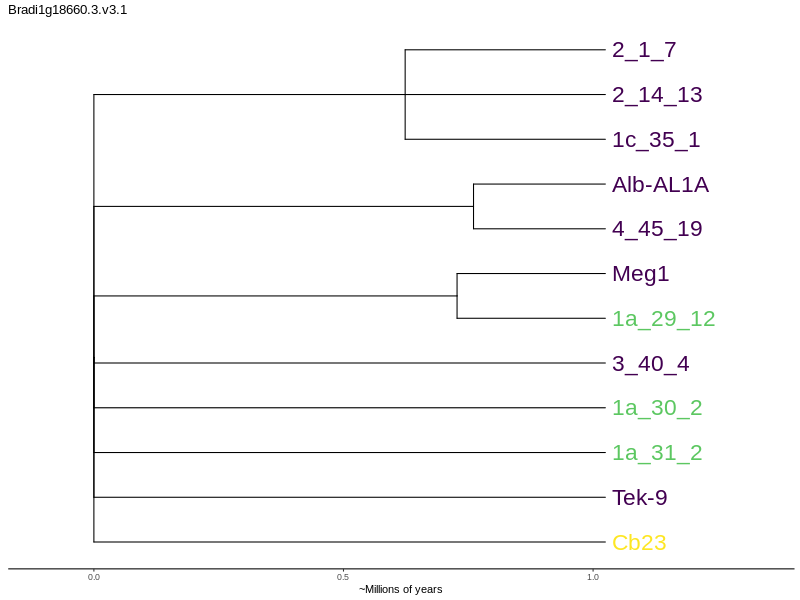 Bradi1g18660.3.v3.1
2_1_7
2_14_13
1c_35_1
Alb-AL1A
4_45_19
Meg1
1a_29_12
3_40_4
1a_30_2
1a_31_2
Tek-9
Cb23
0.0 0.5 1.0
~Millions of years